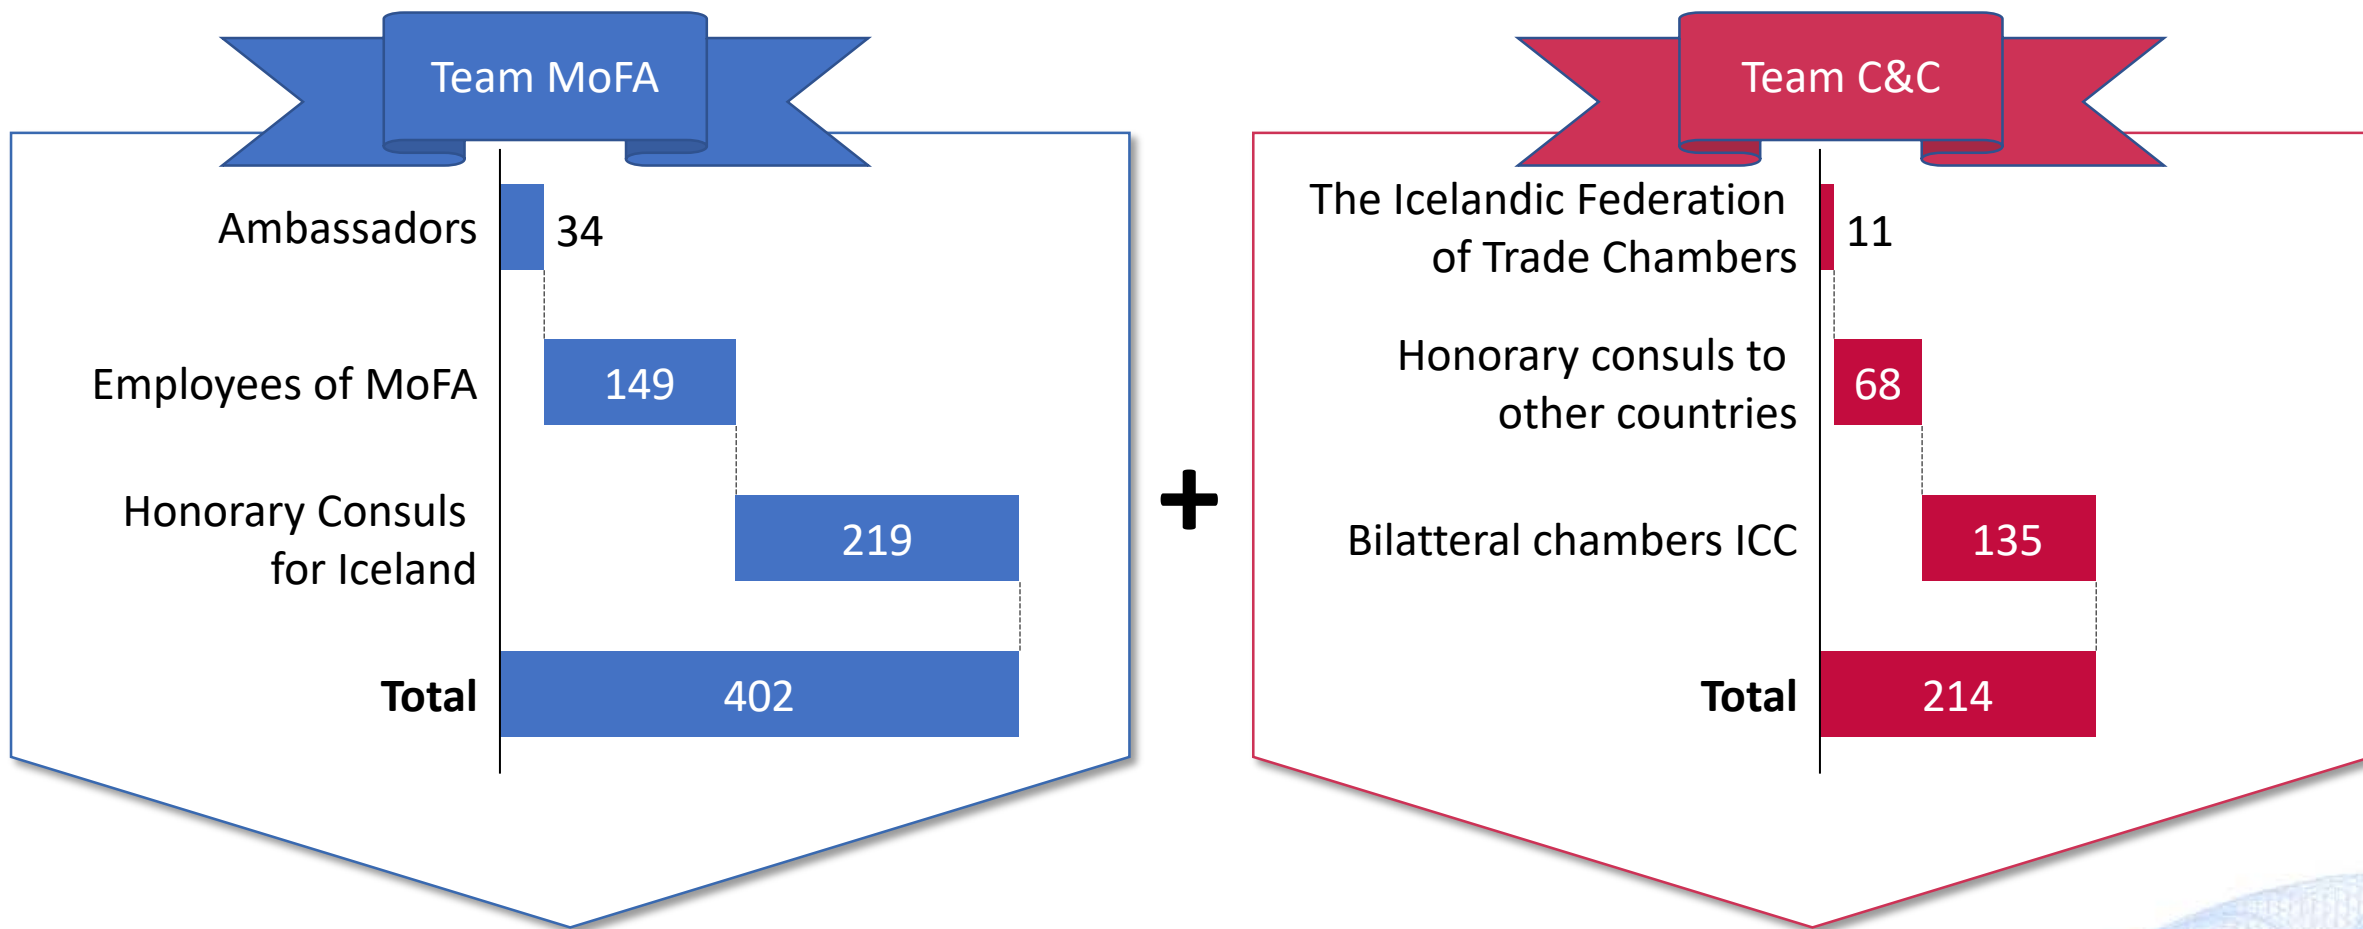 Team MoFA
Ambassadors 34
Employees of MoFA 149
Honorary Consuls
for Iceland 219
Total 402
+
Team C&C
The Icelandic Federation
of Trade Chambers 11
Honorary consuls to
other countries 68
Bilatteral chambers ICC 135
Total 214